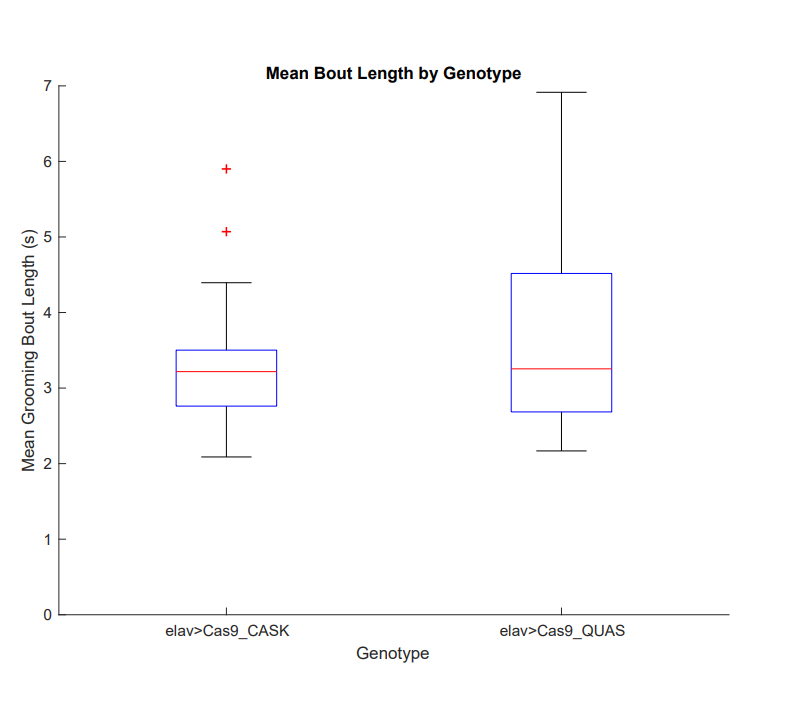 Mean Bout Length by Genotype
7
6
5
4
3
2
1
0
Mean Grooming Bout Length (s)
elav>Cas9_CASK elav>Cas9_QUAS
Genotype